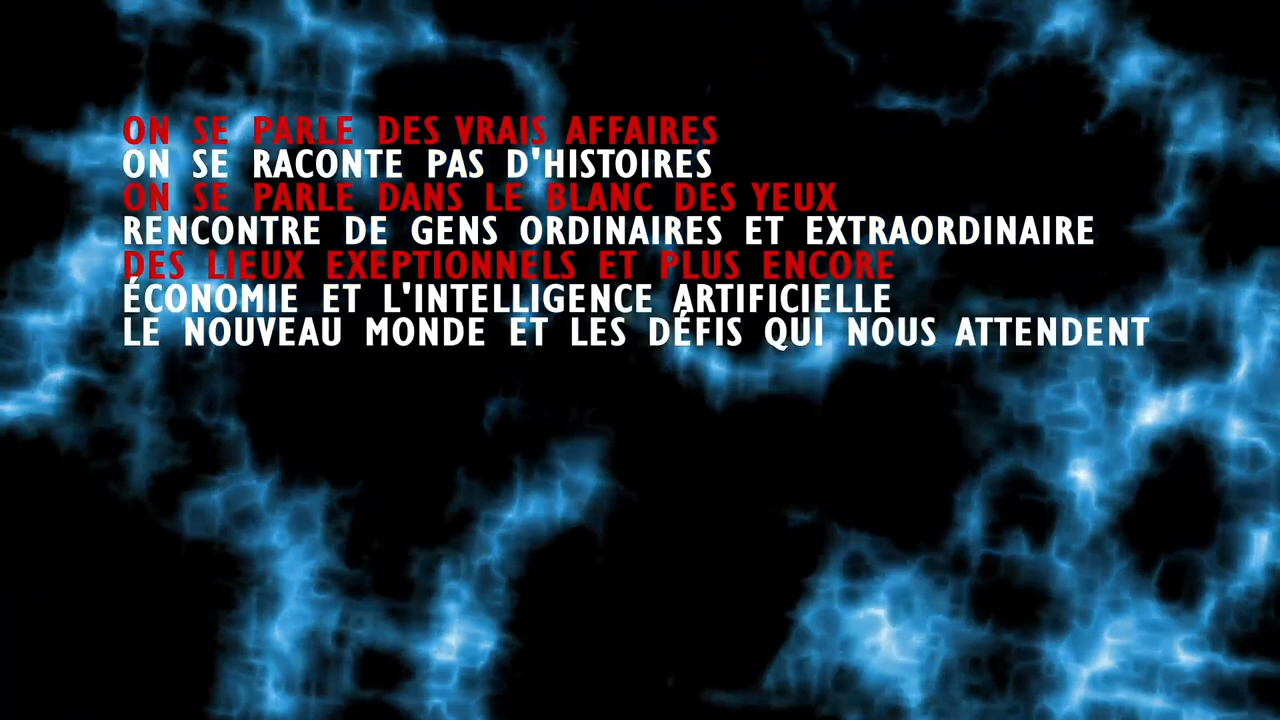 ON SE PARLE DES VRAIS AFFAIRES
ON SE RACONTE PAS D'HISTOIRES
ON SE PARLE DANS LE BLANC DES YEUX
RENCONTRE DE GENS ORDINAIRES ET EXTRAORDINAIRE
DES LIEUX EXEPTIONNELS ET PLUS ENCORE
ÉCONOMIE ET L'INTELLIGENCE ARTIFICIELLE
LE NOUVEAU MONDE ET LES DÉFIS QUI NOUS ATTENDENT